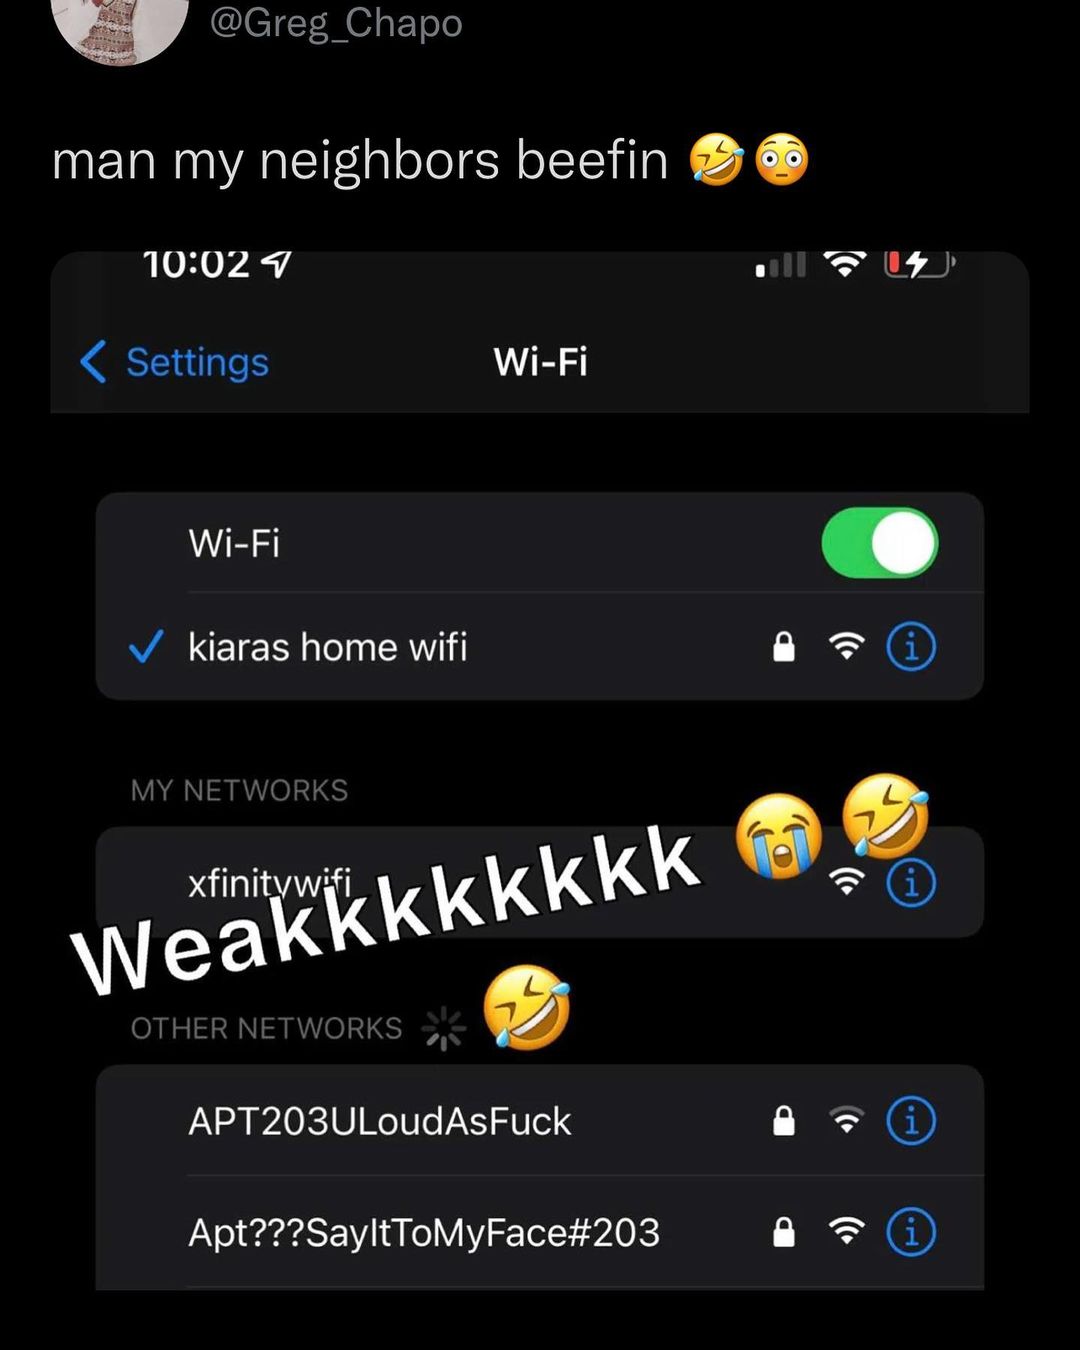 @Greg_Chapo
man my neighbors beefin 🤣😳
10:02
Settings
Wi-Fi
Wi-Fi
kiaras home wifi
MY NETWORKS
xfinitywifi
Weakkkkkkkk 😭🤣
OTHER NETWORKS 🤣
APT203ULoudAsFuck
Apt???SayItToMyFace#203